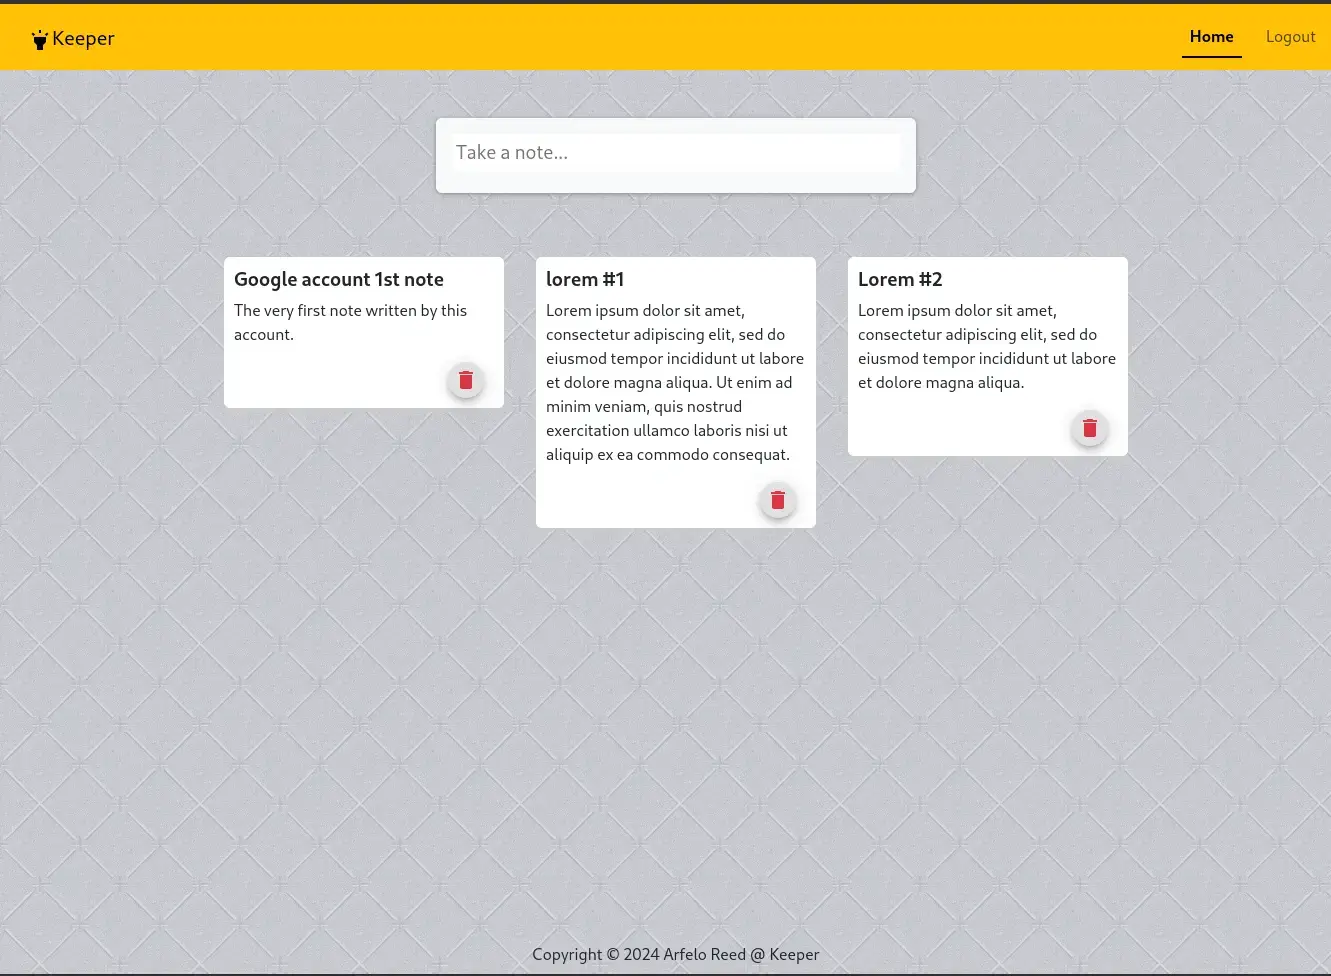 Keeper
Home
Logout
Take a note...
Google account 1st note
The very first note written by this
account.
lorem #1
Lorem ipsum dolor sit amet,
consectetur adipiscing elit, sed do
eiusmod tempor incididunt ut labore
et dolore magna aliqua. Ut enim ad
minim veniam, quis nostrud
exercitation ullamco laboris nisi ut
aliquip ex ea commodo consequat.
Lorem #2
Lorem ipsum dolor sit amet,
consectetur adipiscing elit, sed do
eiusmod tempor incididunt ut labore
et dolore magna aliqua.
Copyright © 2024 Arfelo Reed @ Keeper